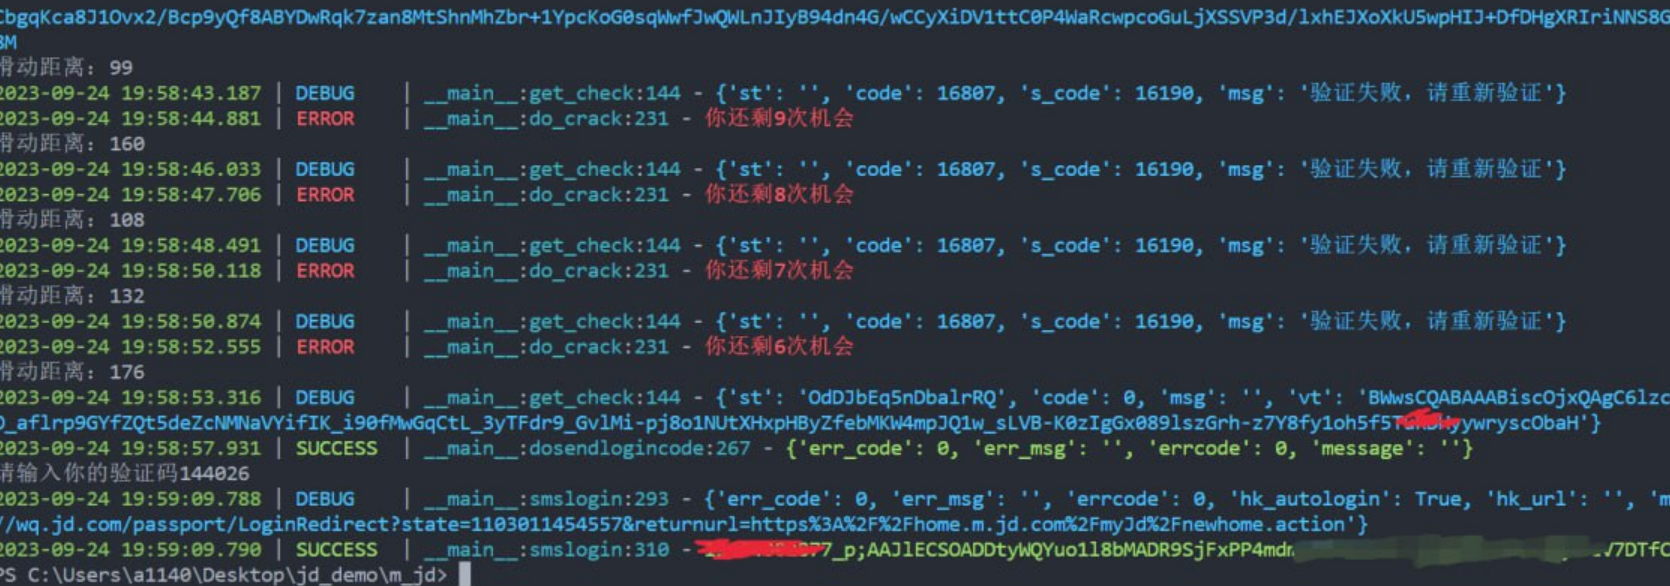 CbgqKca8J1Ovx2/Bcp9yQf8ABYDwRqk7zan8MtShnMhZbr+1YpcKoG0sqWwfJwQWLnJIyB94dn4G/wCCyXiDV1ttC0P4WaRcwpcoGuLjXSSVP3d/lxhEJXoXkU5wpHIJ+DfDHgXRIriNNS8G
8M
滑动距离：99
2023-09-24 19:58:43.187 | DEBUG | __main__:get_check:144 - {'st': '', 'code': 16807, 's_code': 16190, 'msg': '验证失败，请重新验证'}
2023-09-24 19:58:44.881 | ERROR | __main__:do_crack:231 - 你还剩9次机会
滑动距离：160
2023-09-24 19:58:46.033 | DEBUG | __main__:get_check:144 - {'st': '', 'code': 16807, 's_code': 16190, 'msg': '验证失败，请重新验证'}
2023-09-24 19:58:47.706 | ERROR | __main__:do_crack:231 - 你还剩8次机会
滑动距离：108
2023-09-24 19:58:48.491 | DEBUG | __main__:get_check:144 - {'st': '', 'code': 16807, 's_code': 16190, 'msg': '验证失败，请重新验证'}
2023-09-24 19:58:50.118 | ERROR | __main__:do_crack:231 - 你还剩7次机会
滑动距离：132
2023-09-24 19:58:50.874 | DEBUG | __main__:get_check:144 - {'st': '', 'code': 16807, 's_code': 16190, 'msg': '验证失败，请重新验证'}
2023-09-24 19:58:52.555 | ERROR | __main__:do_crack:231 - 你还剩6次机会
滑动距离：176
2023-09-24 19:58:53.316 | DEBUG | __main__:get_check:144 - {'st': 'OdDJbEq5nDbalrRQ', 'code': 0, 'msg': '', 'vt': 'BWwsCQABAAABiscOjxQAgC6lzc
O_aflrp9GYfZQt5deZcNMNaVYifIK_i90fMwGqCtL_3yTFdr9_GvlMi-pj8o1NUtXHxpHByZfebMKW4mpJQ1w_sLVB-K0zIgGx089lszGrh-z7Y8fy1oh5f5 yywryscObaH'}
2023-09-24 19:58:57.931 | SUCCESS | __main__:dosendlogincode:267 - {'err_code': 0, 'err_msg': '', 'errcode': 0, 'message': ''}
请输入你的验证码144026
2023-09-24 19:59:09.788 | DEBUG | __main__:smslogin:293 - {'err_code': 0, 'err_msg': '', 'errcode': 0, 'hk_autologin': True, 'hk_url': '', 'm
//wq.jd.com/passport/LoginRedirect?state=1103011454557&returnurl=https%3A%2F%2Fhome.m.jd.com%2FmyJd%2Fnewhome.action'}
2023-09-24 19:59:09.790 | SUCCESS | __main__:smslogin:310 - 77_p;AAJlECSOADDtyWQYuo1l8bMADR9SjFxPP4md V7DTfC
PS C:\Users\a1140\Desktop\jd_demo\m_jd>